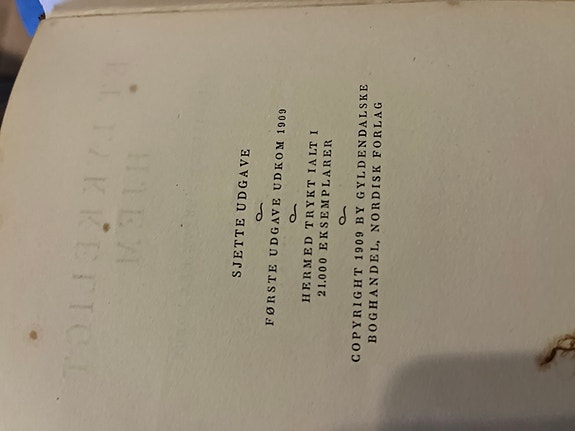 SJETTE UDGAVE
FØRSTE UDGAVE UDKOM 1909
HERMED TRYKT IALT I
21.000 EKSEMPLARER
COPYRIGHT 1909 BY GYLDENDALSKE
BOGHANDEL, NORDISK FORLAG